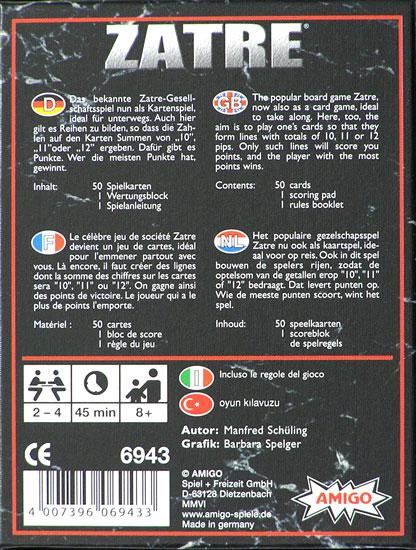 ZATRE®
D
Das bekannte Zatre-Gesell-
schaftsspiel nun als Kartenspiel,
ideal für unterwegs. Auch hier
gilt es Reihen zu bilden, so dass die Zah-
len auf den Karten Summen von „10",
„11"oder „12" ergeben. Dafür gibt es
Punkte. Wer die meisten Punkte hat,
gewinnt.
Inhalt: 50 Spielkarten
1 Wertungsblock
1 Spielanleitung
GB
The popular board game Zatre,
now also as a card game, ideal
to take along. Here, too, the
aim is to play one's cards so that they
form lines with totals of 10, 11 or 12
pips. Only such lines will score you
points, and the player with the most
points wins.
Contents: 50 cards
1 scoring pad
1 rules booklet
F
Le célèbre jeu de société Zatre
devient un jeu de cartes, idéal
pour l'emmener partout avec
vous. Là encore, il faut créer des lignes
dont la somme des chiffres sur les cartes
sera "10", "11" ou "12". On gagne ainsi
des points de victoire. Le joueur qui a le
plus de points l'emporte.
Matériel : 50 cartes
1 bloc de score
1 règle du jeu
NL
Het populaire gezelschapsspel
Zatre nu ook als kaartspel, ide-
aal voor op reis. Ook in dit spel
bouwen de spelers rijen, zodat de
optelsom van de getallen erop "10", "11"
of "12" bedraagt. Dat levert punten op.
Wie de meeste punten scoort, wint het
spel.
Inhoud: 50 speelkarten
1 scoreblok
de spelregels
2 – 4
45 min
8+
I
Incluso le regole del gioco
oyun kılavuzu
Autor: Manfred Schüling
Grafik: Barbara Spelger
CE
6943
4 007396 069433
© AMIGO
Spiel + Freizeit GmbH
D-63128 Dietzenbach
MMVI
www.amigo-spiele.de
Made in germany
AMIGO